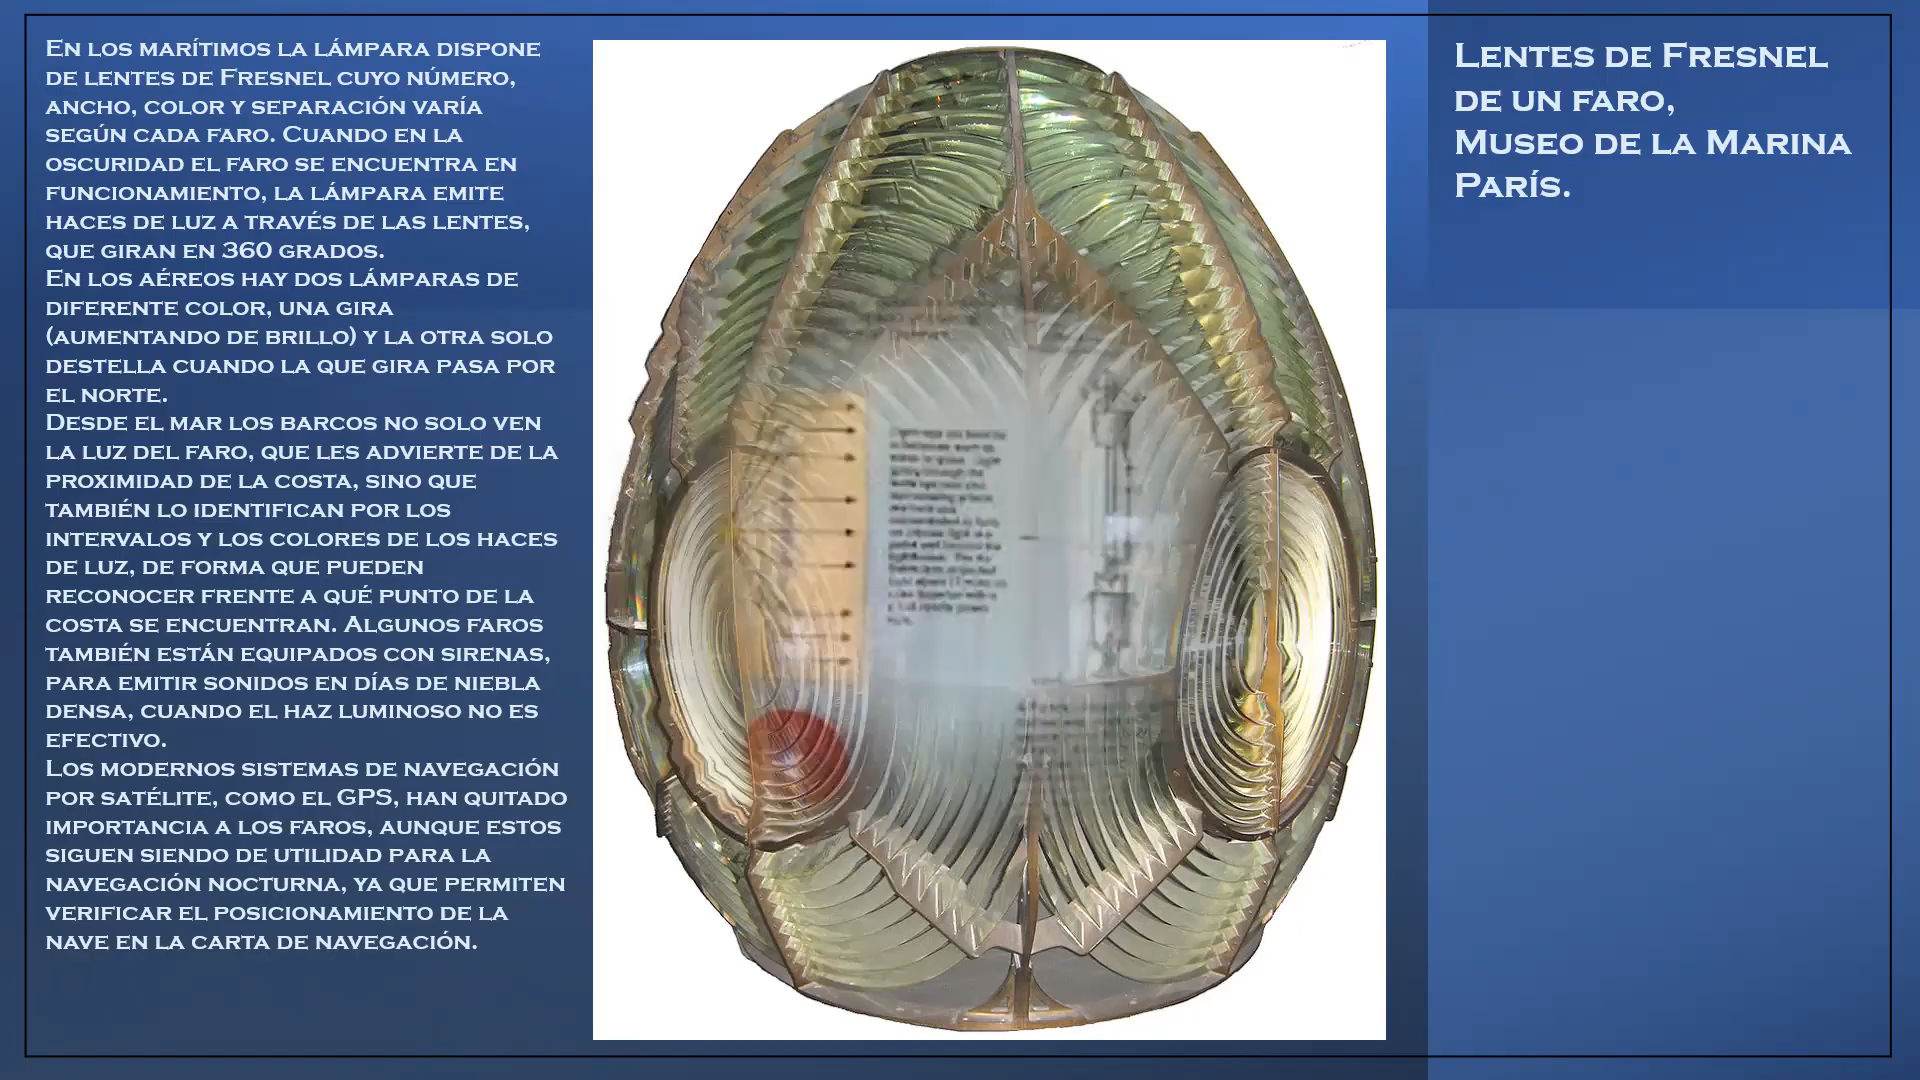 En los marítimos la lámpara dispone
de lentes de Fresnel cuyo número,
ancho, color y separación varía
según cada faro. Cuando en la
oscuridad el faro se encuentra en
funcionamiento, la lámpara emite
haces de luz a través de las lentes,
que giran en 360 grados.
En los aéreos hay dos lámparas de
diferente color, una gira
(aumentando de brillo) y la otra solo
destella cuando la que gira pasa por
el norte.
Desde el mar los barcos no solo ven
la luz del faro, que les advierte de la
proximidad de la costa, sino que
también lo identifican por los
intervalos y los colores de los haces
de luz, de forma que pueden
reconocer frente a qué punto de la
costa se encuentran. Algunos faros
también están equipados con sirenas,
para emitir sonidos en días de niebla
densa, cuando el haz luminoso no es
efectivo.
Los modernos sistemas de navegación
por satélite, como el GPS, han quitado
importancia a los faros, aunque estos
siguen siendo de utilidad para la
navegación nocturna, ya que permiten
verificar el posicionamiento de la
nave en la carta de navegación.
Lentes de Fresnel
de un faro,
Museo de la Marina
París.